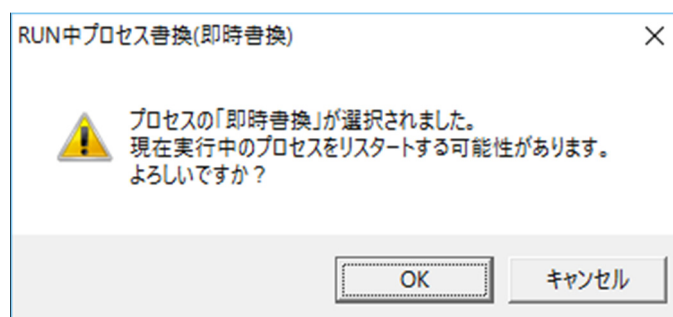 RUN中プロセス書換(即時書換)
プロセスの「即時書換」が選択されました。
現在実行中のプロセスをリスタートする可能性があります。
よろしいですか？
OK
キャンセル